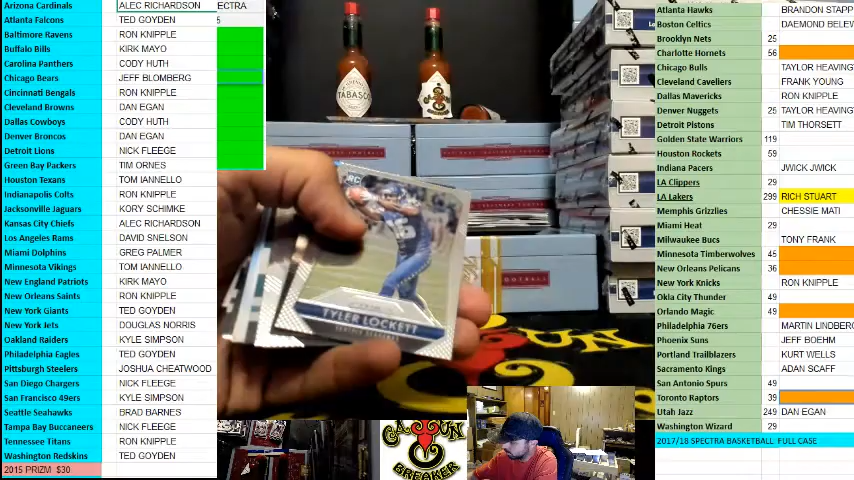 Arizona Cardinals ALEC RICHARDSON ECTRA
Atlanta Falcons TED GOYDEN
Baltimore Ravens RON KNIPPLE
Buffalo Bills KIRK MAYO
Carolina Panthers CODY HUTH
Chicago Bears JEFF BLOMBERG
Cincinnati Bengals RON KNIPPLE
Cleveland Browns DAN EGAN
Dallas Cowboys CODY HUTH
Denver Broncos DAN EGAN
Detroit Lions NICK FLEEGE
Green Bay Packers TIM ORNES
Houston Texans TOM IANNELLO
Indianapolis Colts RON KNIPPLE
Jacksonville Jaguars KORY SCHIMKE
Kansas City Chiefs ALEC RICHARDSON
Los Angeles Rams DAVID SNELSON
Miami Dolphins GREG PALMER
Minnesota Vikings TOM IANNELLO
New England Patriots KIRK MAYO
New Orleans Saints RON KNIPPLE
New York Giants TED GOYDEN
New York Jets DOUGLAS NORRIS
Oakland Raiders KYLE SIMPSON
Philadelphia Eagles TED GOYDEN
Pittsburgh Steelers JOSHUA CHEATWOOD
San Diego Chargers NICK FLEEGE
San Francisco 49ers KYLE SIMPSON
Seattle Seahawks BRAD BARNES
Tampa Bay Buccaneers NICK FLEEGE
Tennessee Titans RON KNIPPLE
Washington Redskins TED GOYDEN
2015 PRIZM $30
TABASCO
TYLER LOCKETT
SEATTLE SEAHAWKS
CAJUN
BREAKER
Atlanta Hawks BRANDON STAPP
Boston Celtics DAEMOND BELEW
Brooklyn Nets 25
Charlotte Hornets 56
Chicago Bulls TAYLOR HEAVING
Cleveland Caveliers FRANK YOUNG
Dallas Mavericks RON KNIPPLE
Denver Nuggets 25 TAYLOR HEAVING
Detroit Pistons TIM THORSETT
Golden State Warriors 119
Houston Rockets 59
Indiana Pacers JWICK JWICK
LA Clippers 29
LA Lakers 299 RICH STUART
Memphis Grizzlies CHESSIE MATI
Miami Heat 29
Milwaukee Bucs TONY FRANK
Minnesota Timberwolves 45
New Orleans Pelicans 36
New York Knicks RON KNIPPLE
Okla City Thunder 49
Orlando Magic 49
Philadelphia 76ers MARTIN LINDBERG
Phoenix Suns JEFF BOEHM
Portland Trailblazers KURT WELLS
Sacramento Kings ADAN SCAFF
San Antonio Spurs 49
Toronto Raptors 39
Utah Jazz 249 DAN EGAN
Washington Wizard 29
2017/18 SPECTRA BASKETBALL FULL CASE